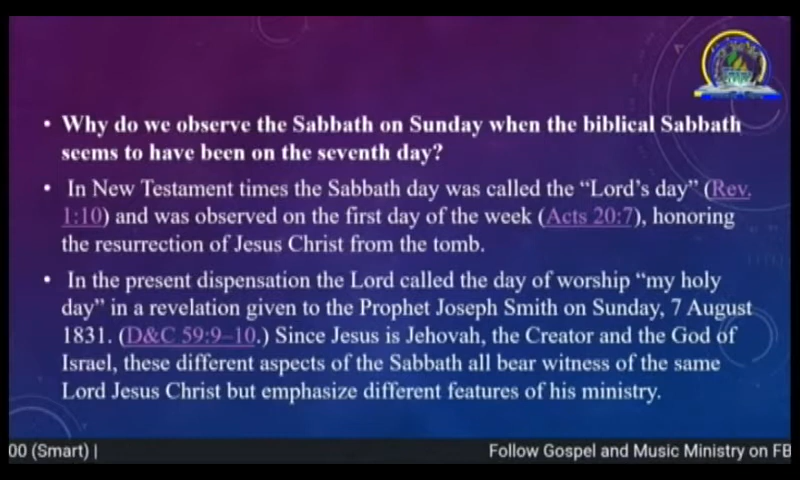 • Why do we observe the Sabbath on Sunday when the biblical Sabbath
seems to have been on the seventh day?
• In New Testament times the Sabbath day was called the “Lord’s day” (Rev.
1:10) and was observed on the first day of the week (Acts 20:7), honoring
the resurrection of Jesus Christ from the tomb.
• In the present dispensation the Lord called the day of worship “my holy
day” in a revelation given to the Prophet Joseph Smith on Sunday, 7 August
1831. (D&C 59:9–10.) Since Jesus is Jehovah, the Creator and the God of
Israel, these different aspects of the Sabbath all bear witness of the same
Lord Jesus Christ but emphasize different features of his ministry.
00 (Smart) |
Follow Gospel and Music Ministry on FB